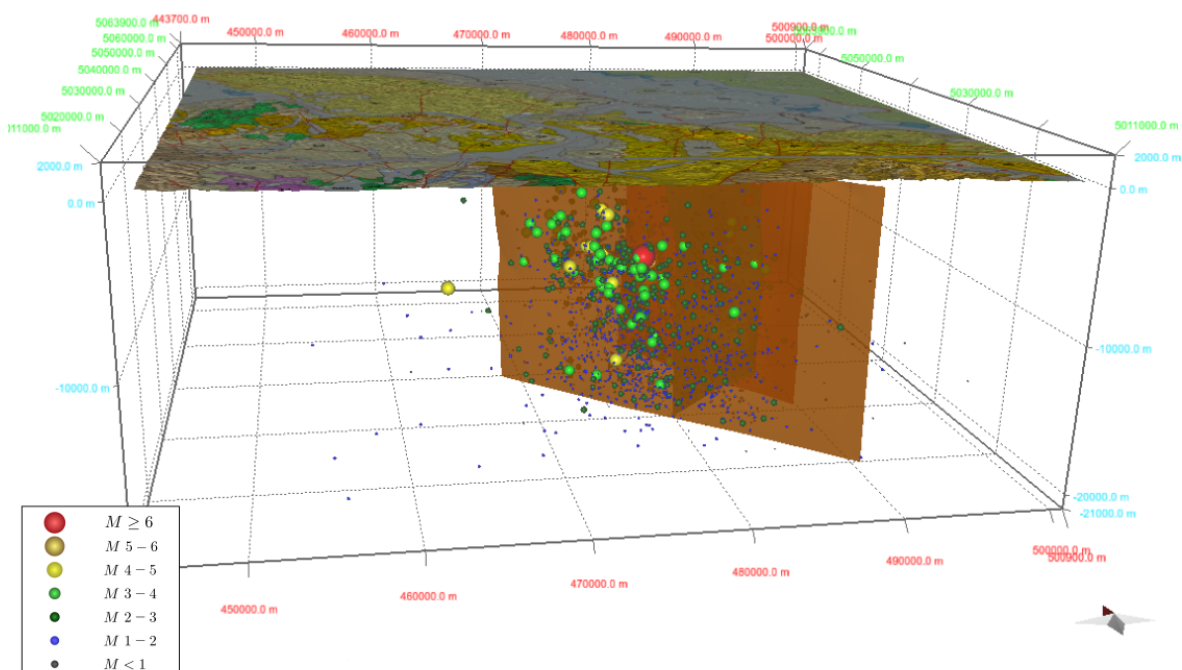 5063900.0 m
443700.0 m
5060000.0 m
450000.0 m
460000.0 m
470000.0 m
480000.0 m
490000.0 m
500900.0 m
500000.0 m
5050000.0 m
5050000.0 m
5040000.0 m
5030000.0 m
5030000.0 m
5020000.0 m
5011000.0 m
2000.0 m
2000.0 m
0.0 m
0.0 m
-10000.0 m
-10000.0 m
-20000.0 m
-21000.0 m
M ≥ 6
M 5 – 6
M 4 – 5
M 3 – 4
M 2 – 3
M 1 – 2
M < 1
450000.0 m
460000.0 m
470000.0 m
480000.0 m
490000.0 m
500000.0 m
500900.0 m